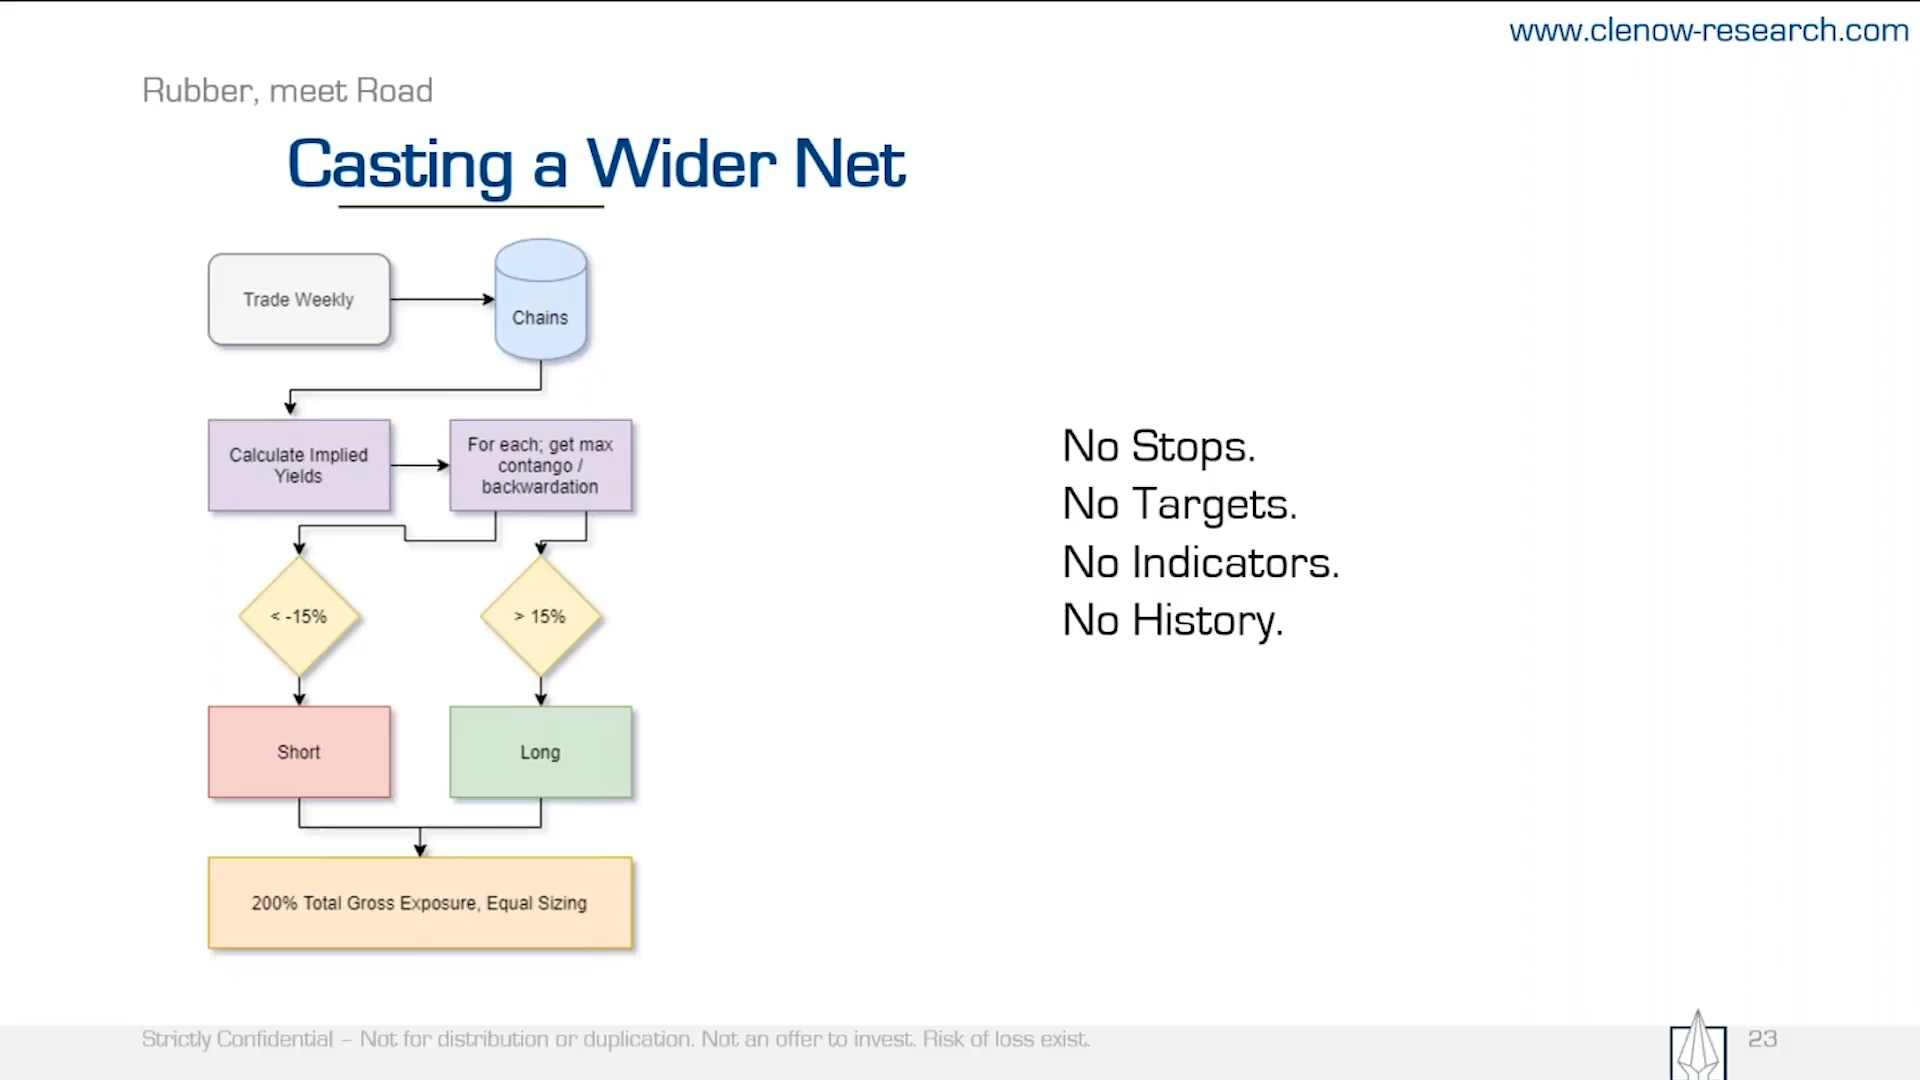 www.clenow-research.com
Rubber, meet Road
Casting a Wider Net
Trade Weekly
Chains
Calculate Implied
Yields
For each; get max
contango /
backwardation
< -15%
> 15%
Short
Long
200% Total Gross Exposure, Equal Sizing
No Stops.
No Targets.
No Indicators.
No History.
Strictly Confidential – Not for distribution or duplication. Not an offer to invest. Risk of loss exist.
23